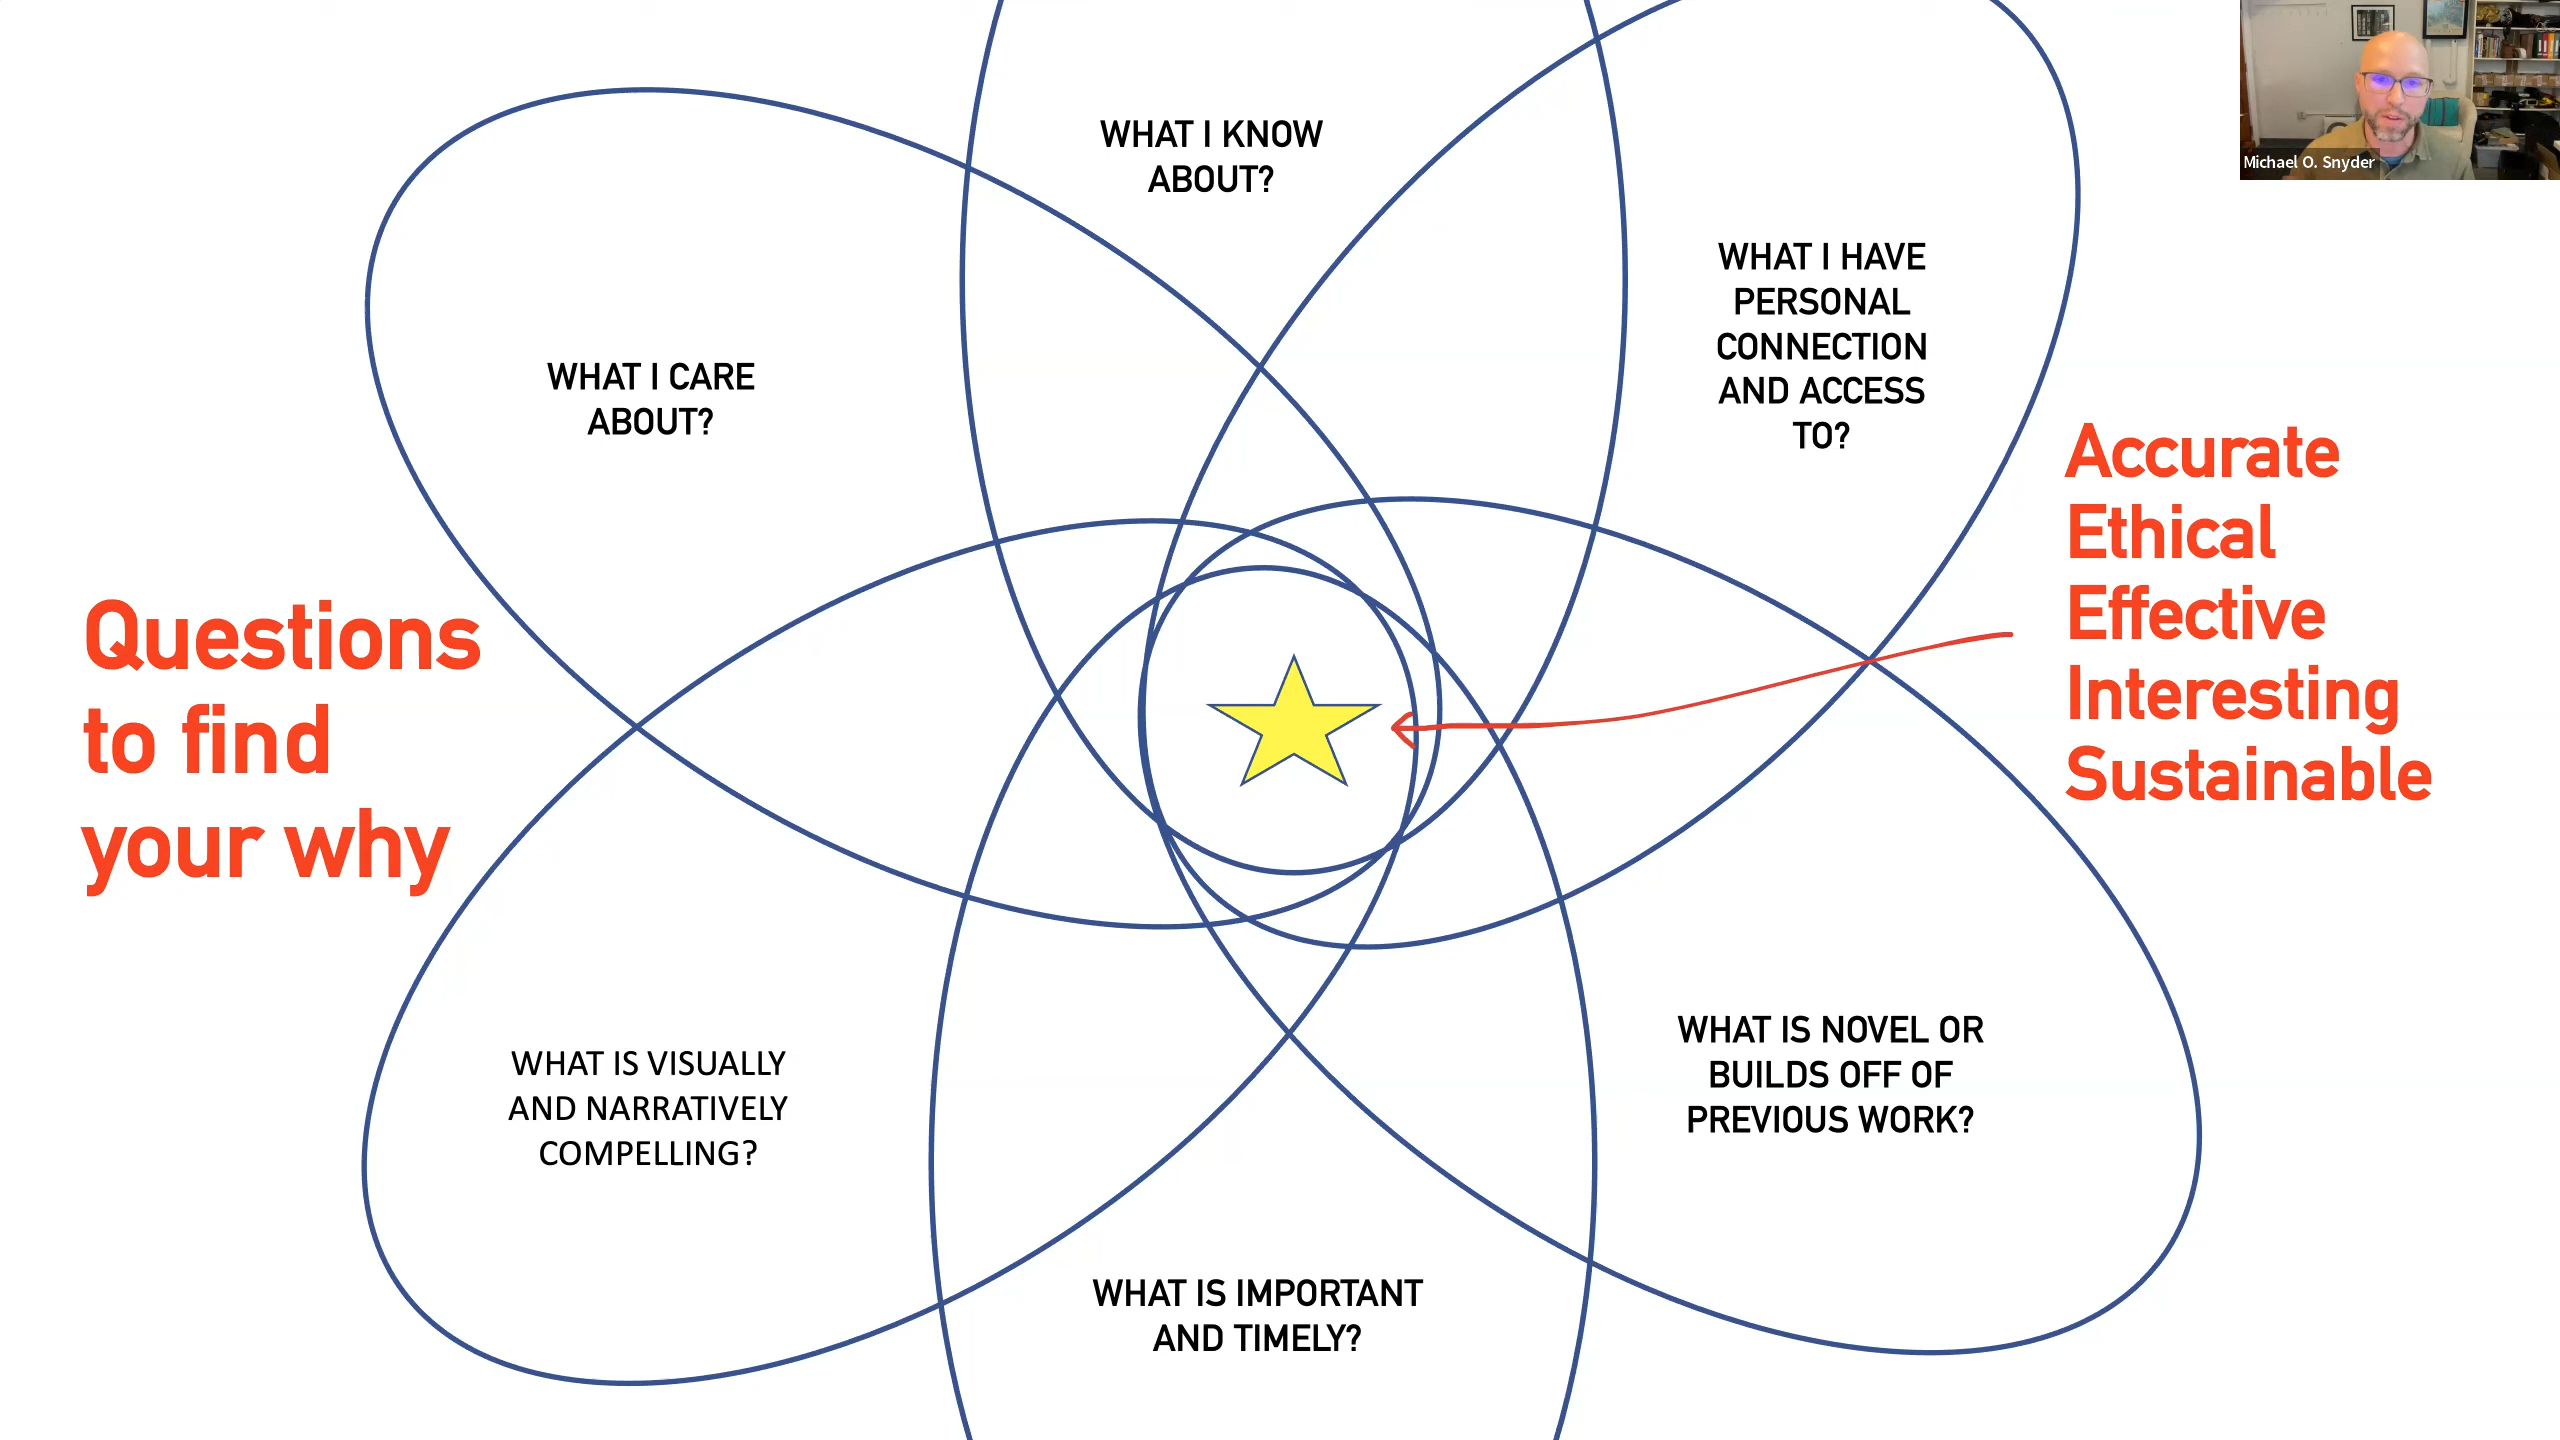 WHAT I KNOW
ABOUT?
Michael O. Snyder
WHAT I HAVE
PERSONAL
CONNECTION
AND ACCESS
TO?
WHAT I CARE
ABOUT?
Accurate
Ethical
Effective
Interesting
Sustainable
Questions
to find
your why
WHAT IS VISUALLY
AND NARRATIVELY
COMPELLING?
WHAT IS NOVEL OR
BUILDS OFF OF
PREVIOUS WORK?
WHAT IS IMPORTANT
AND TIMELY?